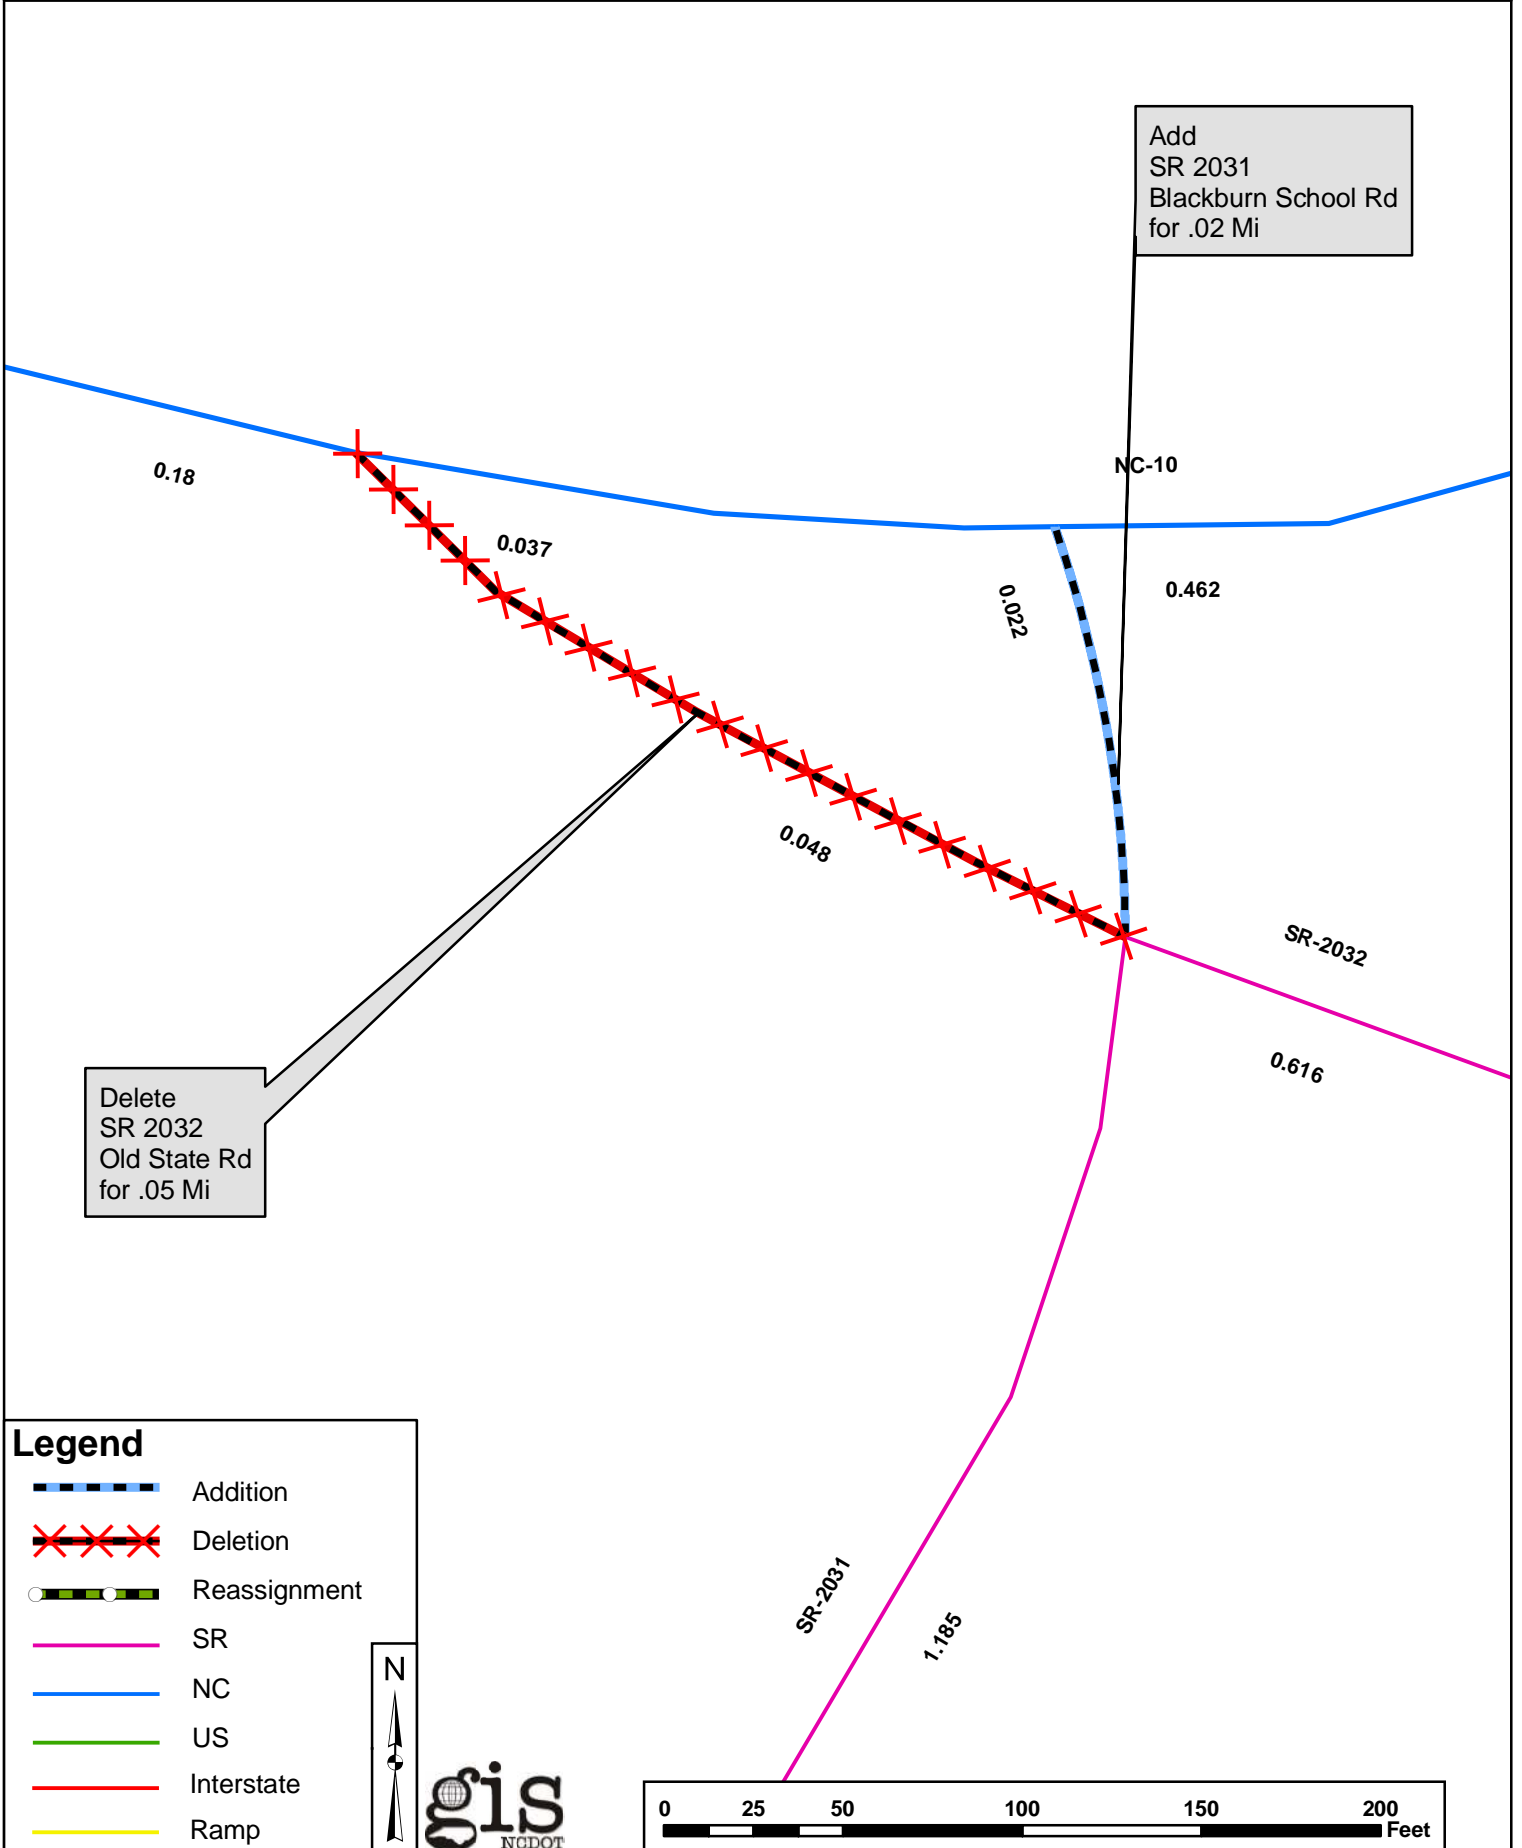 Add
SR 2031
Blackburn School Rd
for .02 Mi
NC-10
0.18
0.037
0.022
0.462
0.048
SR-2032
0.616
Delete
SR 2032
Old State Rd
for .05 Mi
SR-2031
1.185
Legend
Addition
Deletion
Reassignment
SR
NC
US
Interstate
Ramp
N
gis
NCDOT
0 25 50 100 150 200
Feet